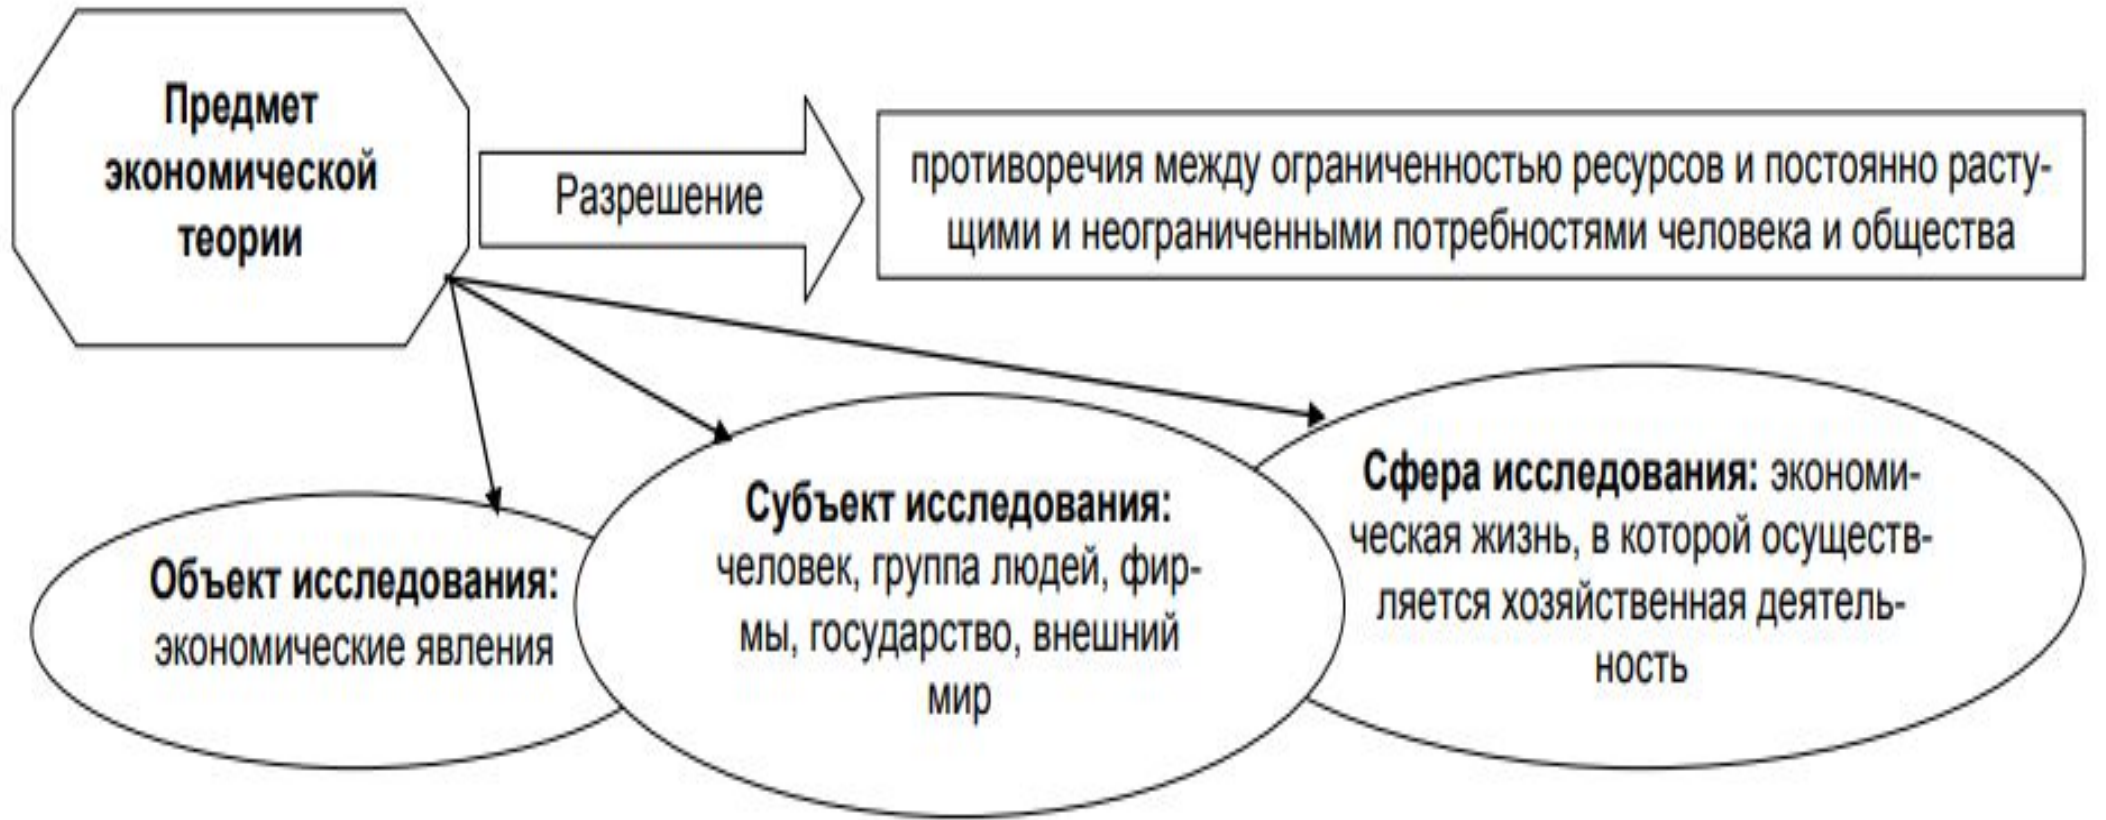 Предмет
экономической
теории
Разрешение
противоречия между ограниченностью ресурсов и постоянно расту-
щими и неограниченными потребностями человека и общества
Объект исследования:
экономические явления
Субъект исследования:
человек, группа людей, фир-
мы, государство, внешний
мир
Сфера исследования: экономи-
ческая жизнь, в которой осуществ-
ляется хозяйственная деятель-
ность